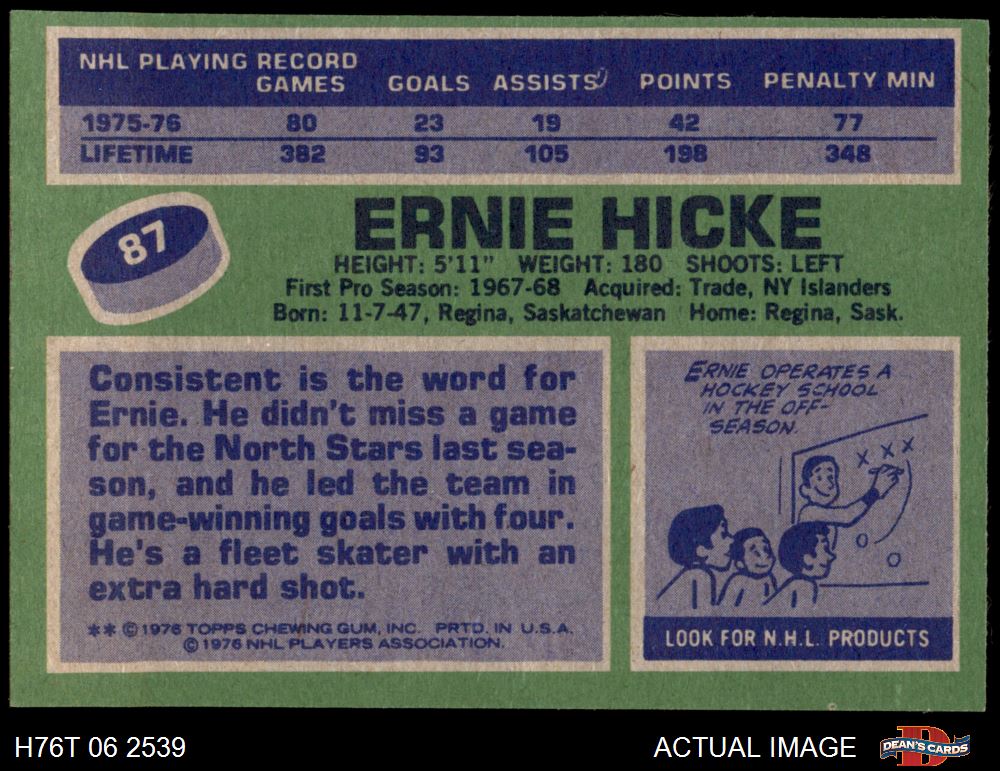 NHL PLAYING RECORD
GAMES GOALS ASSISTS POINTS PENALTY MIN
1975-76 80 23 19 42 77
LIFETIME 382 93 105 198 348
87
ERNIE HICKE
HEIGHT: 5'11" WEIGHT: 180 SHOOTS: LEFT
First Pro Season: 1967-68 Acquired: Trade, NY Islanders
Born: 11-7-47, Regina, Saskatchewan Home: Regina, Sask.
Consistent is the word for
Ernie. He didn't miss a game
for the North Stars last sea-
son, and he led the team in
game-winning goals with four.
He's a fleet skater with an
extra hard shot.
** © 1976 TOPPS CHEWING GUM, INC. PRTD. IN U.S.A.
© 1976 NHL PLAYERS ASSOCIATION.
ERNIE OPERATES A
HOCKEY SCHOOL
IN THE OFF-
SEASON.
X X X
LOOK FOR N.H.L. PRODUCTS
H76T 06 2539
ACTUAL IMAGE
DEAN'S CARDS